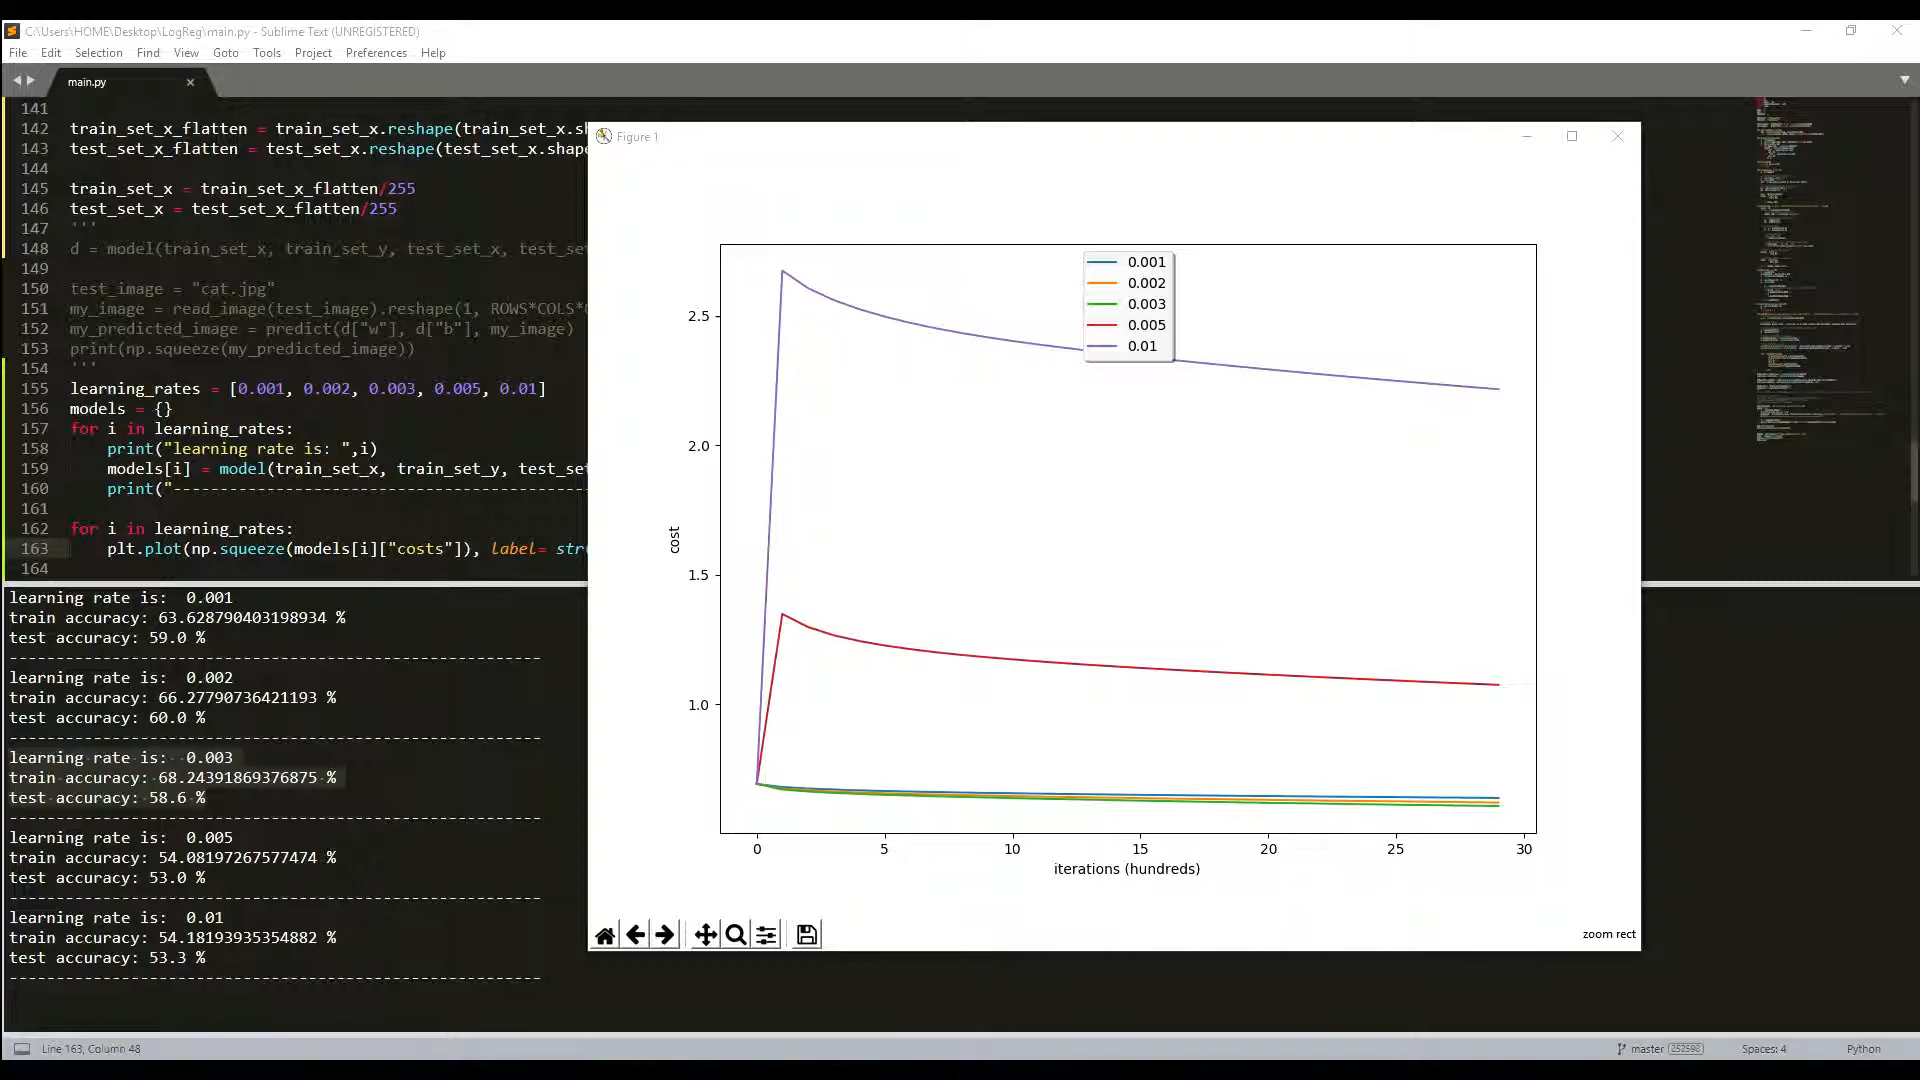 C:\Users\HOME\Desktop\LogReg\main.py - Sublime Text (UNREGISTERED)
File Edit Selection Find View Goto Tools Project Preferences Help
main.py
141
142 train_set_x_flatten = train_set_x.reshape(train_set_x.sh
143 test_set_x_flatten = test_set_x.reshape(test_set_x.shape
144
145 train_set_x = train_set_x_flatten/255
146 test_set_x = test_set_x_flatten/255
147 '''
148 d = model(train_set_x, train_set_y, test_set_x, test_set
149
150 test_image = "cat.jpg"
151 my_image = read_image(test_image).reshape(1, ROWS*COLS*
152 my_predicted_image = predict(d["w"], d["b"], my_image)
153 print(np.squeeze(my_predicted_image))
154 '''
155 learning_rates = [0.001, 0.002, 0.003, 0.005, 0.01]
156 models = {}
157 for i in learning_rates:
158 print("learning rate is: ",i)
159 models[i] = model(train_set_x, train_set_y, test_set
160 print("---------------------------------------------
161
162 for i in learning_rates:
163 plt.plot(np.squeeze(models[i]["costs"]), label= str
164
learning rate is:  0.001
train accuracy: 63.628790403198934 %
test accuracy: 59.0 %
---------------------------------------------------------
learning rate is:  0.002
train accuracy: 66.27790736421193 %
test accuracy: 60.0 %
---------------------------------------------------------
learning rate is:  0.003
train accuracy: 68.24391869376875 %
test accuracy: 58.6 %
---------------------------------------------------------
learning rate is:  0.005
train accuracy: 54.08197267577474 %
test accuracy: 53.0 %
---------------------------------------------------------
learning rate is:  0.01
train accuracy: 54.18193935354882 %
test accuracy: 53.3 %
---------------------------------------------------------
Figure 1
0.001
0.002
0.003
0.005
0.01
2.5
2.0
1.5
1.0
cost
0 5 10 15 20 25 30
iterations (hundreds)
zoom rect
Line 163, Column 48
master 252598 Spaces: 4 Python